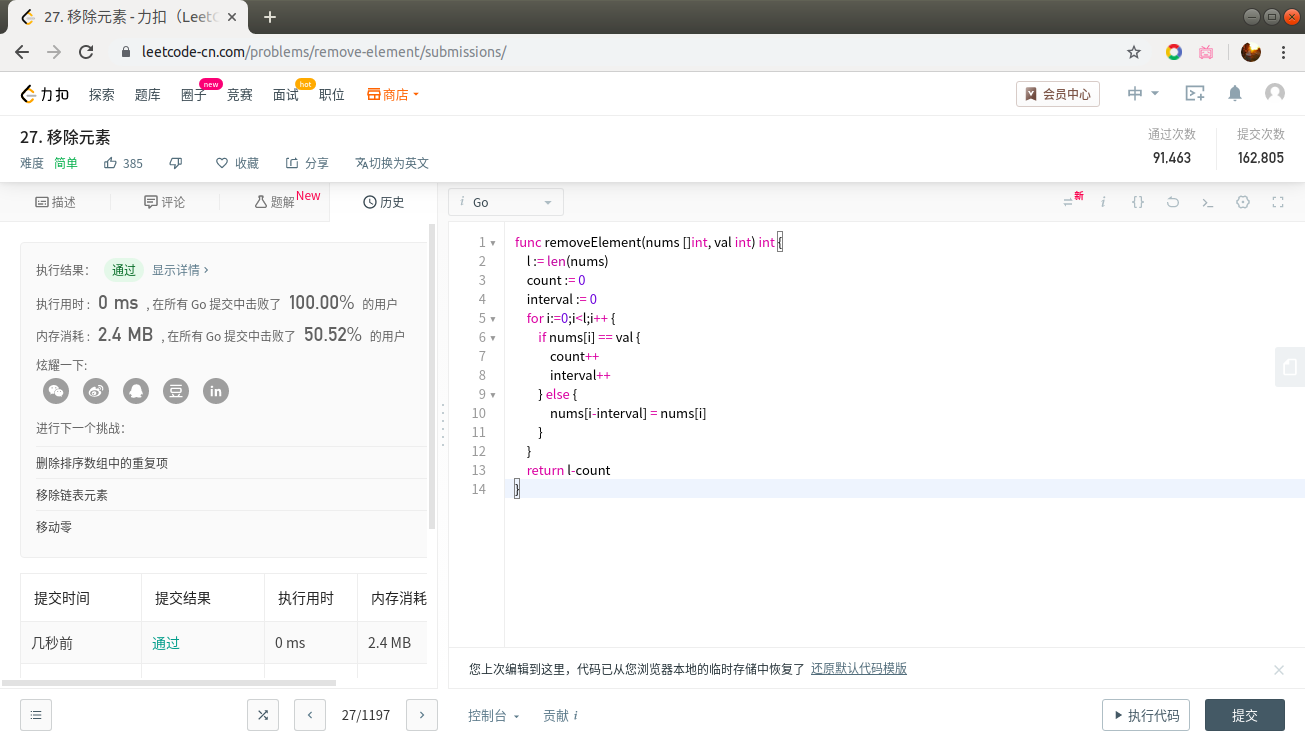 27. 移除元素 - 力扣（LeetC
leetcode-cn.com/problems/remove-element/submissions/
力扣 探索 题库 圈子 new 竞赛 面试 hot 职位 商店 会员中心 中
27. 移除元素
通过次数 提交次数
91,463 162,805
难度 简单 385 收藏 分享 切换为英文
描述 评论 题解 New 历史
i Go 新 i {}
执行结果： 通过 显示详情 ›
执行用时 : 0 ms , 在所有 Go 提交中击败了 100.00% 的用户
内存消耗 : 2.4 MB , 在所有 Go 提交中击败了 50.52% 的用户
炫耀一下:
豆 in
进行下一个挑战：
删除排序数组中的重复项
移除链表元素
移动零
提交时间 提交结果 执行用时 内存消耗
几秒前 通过 0 ms 2.4 MB
1 func removeElement(nums []int, val int) int {
2 l := len(nums)
3 count := 0
4 interval := 0
5 for i:=0;i<l;i++ {
6 if nums[i] == val {
7 count++
8 interval++
9 } else {
10 nums[i-interval] = nums[i]
11 }
12 }
13 return l-count
14 }
您上次编辑到这里，代码已从您浏览器本地的临时存储中恢复了 还原默认代码模版
27/1197 控制台 贡献 i 执行代码 提交